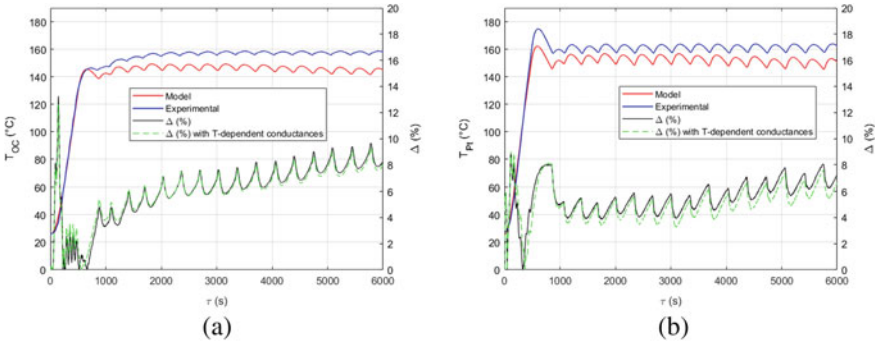 180
160
140
120
100
80
60
40
20
0
T_OC (°C)
20
18
16
14
12
10
8
6
4
2
0
Δ (%)
Model
Experimental
Δ (%)
Δ (%) with T-dependent conductances
0 1000 2000 3000 4000 5000 6000
τ (s)
(a)
180
160
140
120
100
80
60
40
20
0
T_Pt (°C)
20
18
16
14
12
10
8
6
4
2
0
Δ (%)
Model
Experimental
Δ (%)
Δ (%) with T-dependent conductances
0 1000 2000 3000 4000 5000 6000
τ (s)
(b)